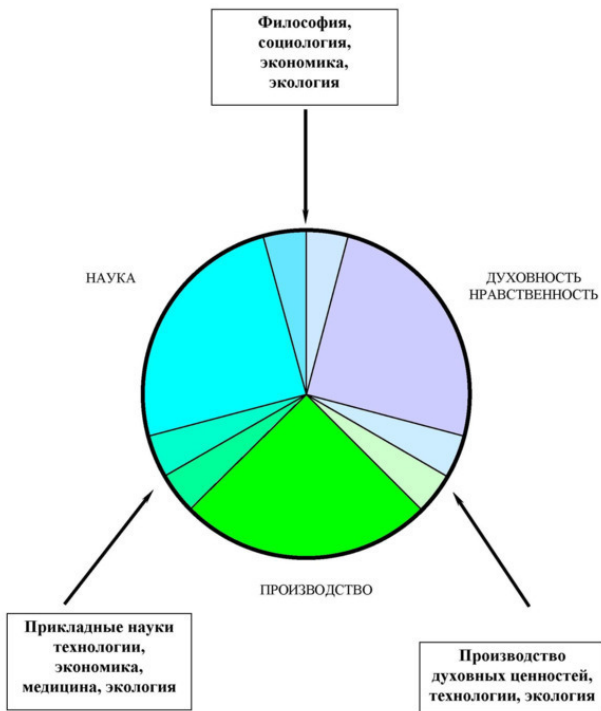 Философия,
социология,
экономика,
экология
НАУКА
ДУХОВНОСТЬ
НРАВСТВЕННОСТЬ
ПРОИЗВОДСТВО
Прикладные науки
технологии,
экономика,
медицина, экология
Производство
духовных ценностей,
технологии, экология